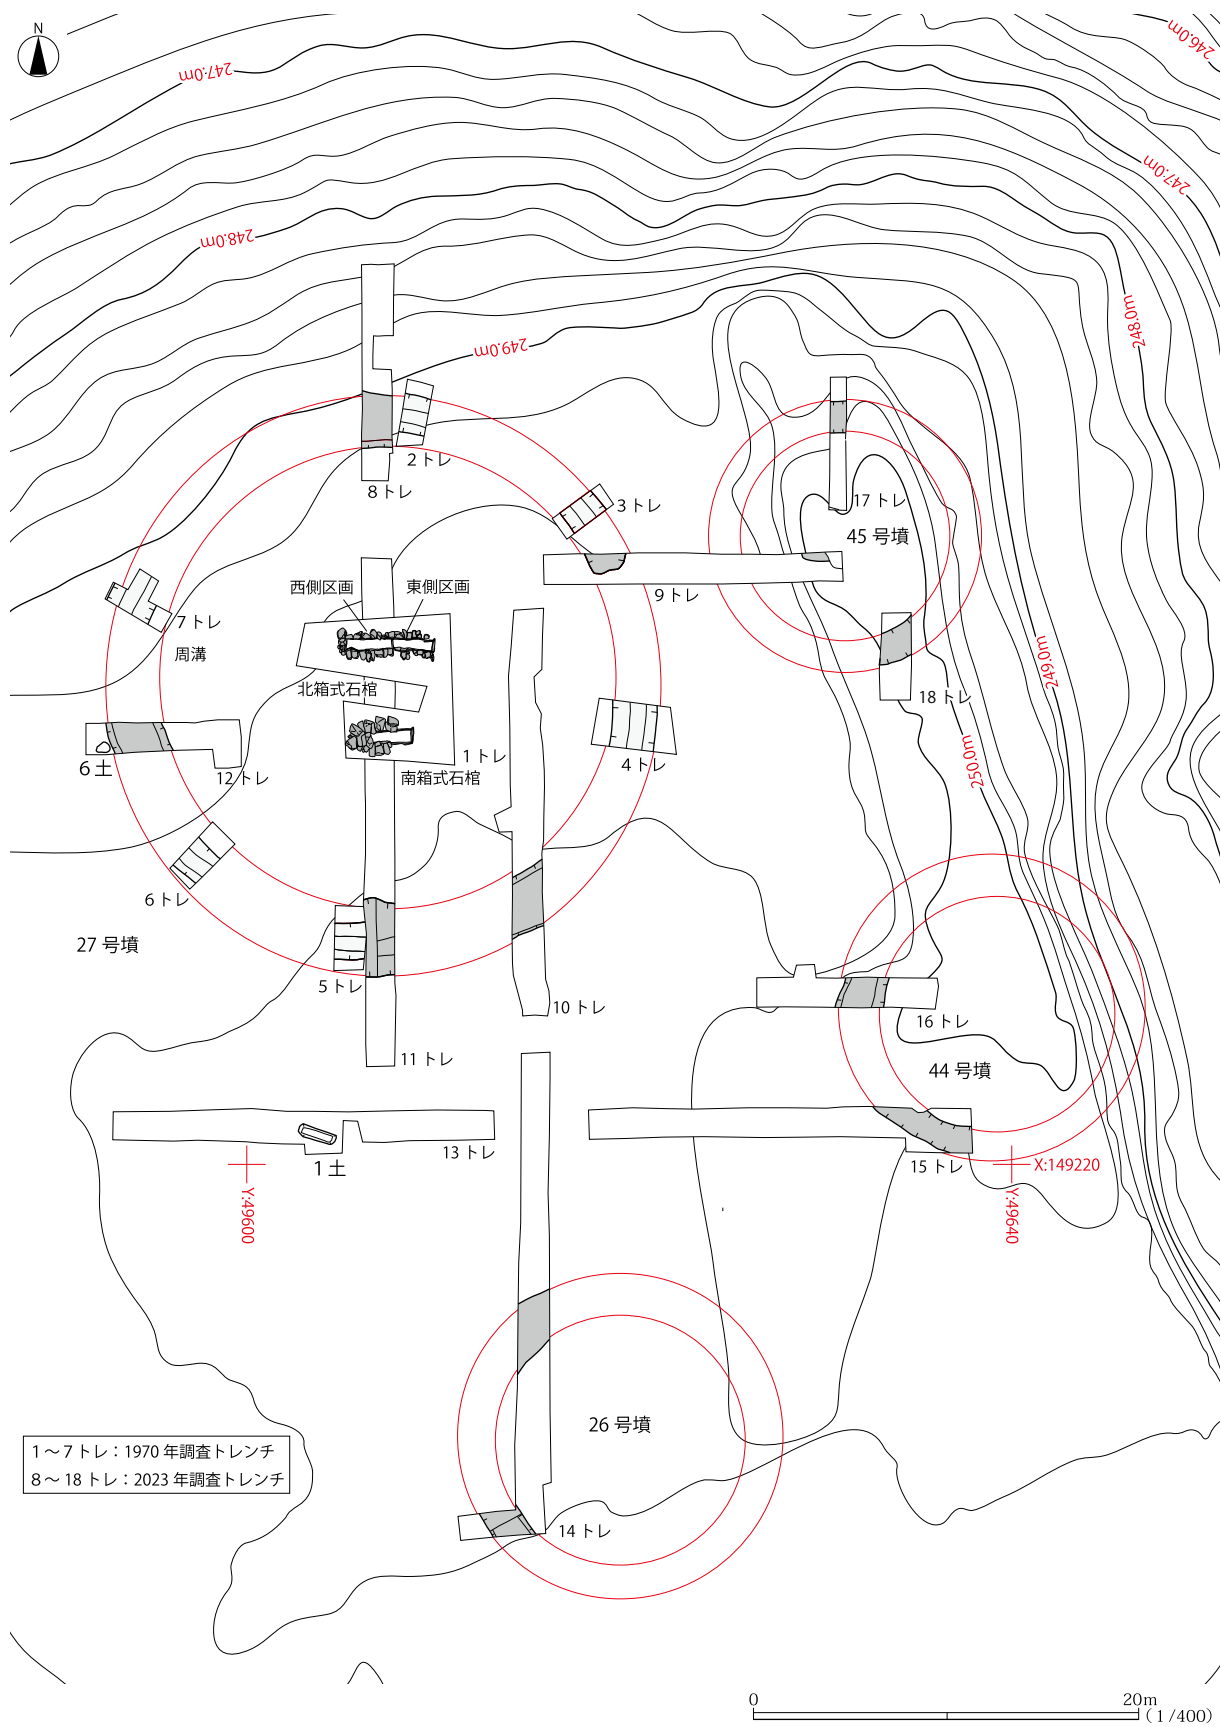 N
246.0m
247.0m
247.0m
248.0m
248.0m
249.0m
2トレ
8トレ
3トレ
17トレ
45号墳
西側区画
東側区画
9トレ
7トレ
周溝
249.0m
北箱式石棺
18トレ
1トレ
4トレ
250.0m
6土
12トレ
南箱式石棺
6トレ
27号墳
5トレ
10トレ
16トレ
11トレ
44号墳
13トレ
1土
15トレ
X:149220
Y:49600
Y:49640
26号墳
1～7トレ：1970年調査トレンチ
8～18トレ：2023年調査トレンチ
14トレ
0
20m
(1/400)